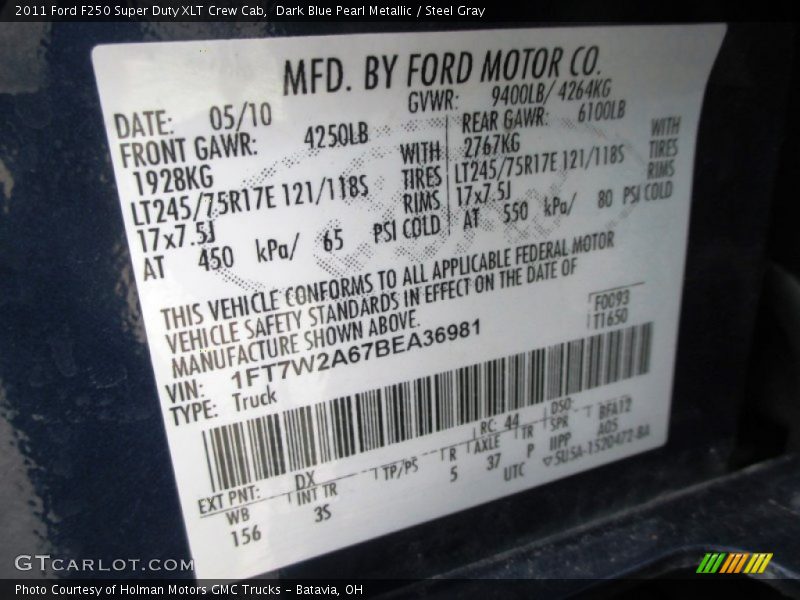 2011 Ford F250 Super Duty XLT Crew Cab,  Dark Blue Pearl Metallic / Steel Gray
MFD. BY FORD MOTOR CO.
DATE: 05/10 GVWR: 9400LB/ 4264KG
FRONT GAWR: 4250LB REAR GAWR: 6100LB
1928KG WITH 2767KG WITH
LT245/75R17E 121/118S TIRES LT245/75R17E 121/118S TIRES
17x7.5J RIMS 17x7.5J RIMS
AT 450 kPa/ 65 PSI COLD AT 550 kPa/ 80 PSI COLD
THIS VEHICLE CONFORMS TO ALL APPLICABLE FEDERAL MOTOR
VEHICLE SAFETY STANDARDS IN EFFECT ON THE DATE OF
MANUFACTURE SHOWN ABOVE.
F0093
T1650
VIN: 1FT7W2A67BEA36981
TYPE: Truck
EXT PNT: DX RC: 44 DSO:
WB INT TR TP/PS R AXLE TR SPR BFA12
156 3S 5 37 P IIPP A05
UTC ▽5U5A-1520472-BA
GTCARLOT.COM
Photo Courtesy of Holman Motors GMC Trucks – Batavia, OH